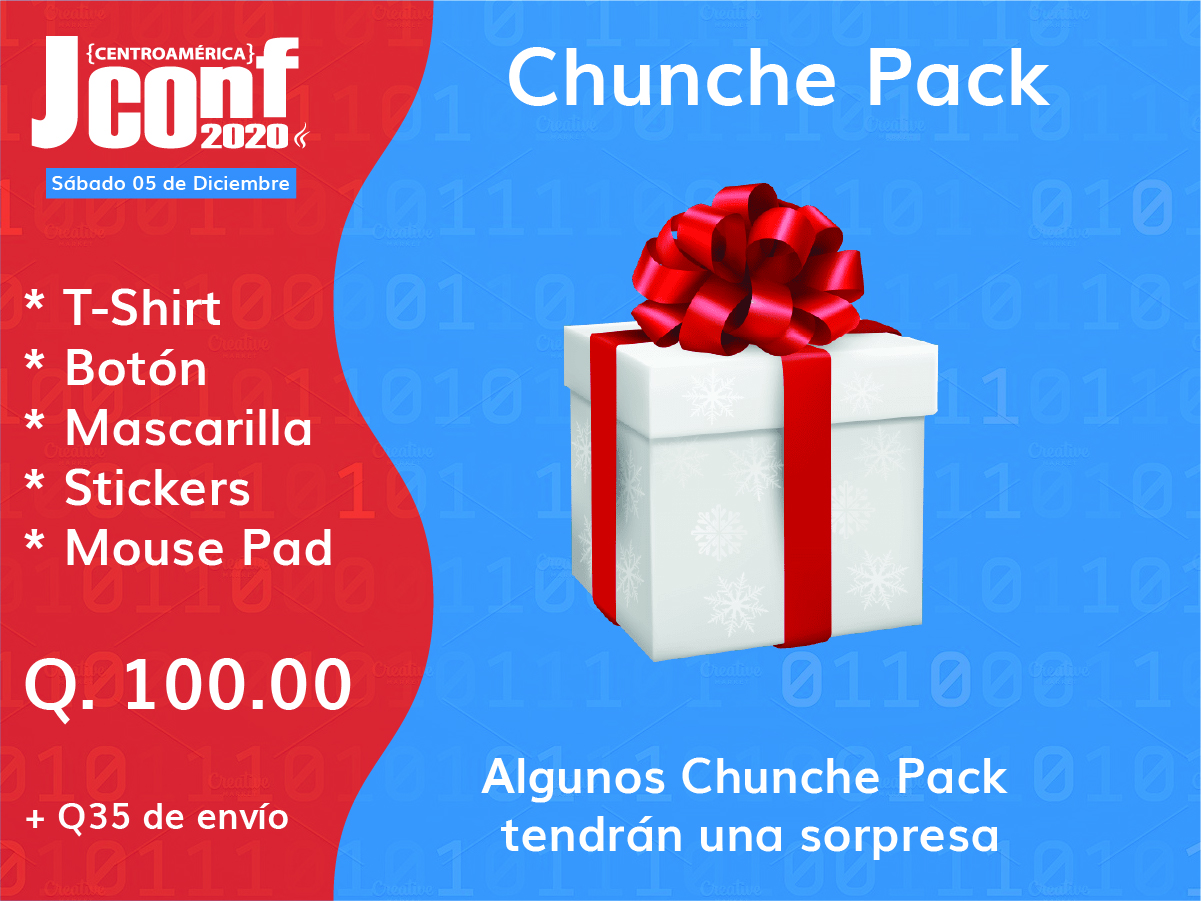 {CENTROAMÉRICA}
Jconf
2020
Sábado 05 de Diciembre
Chunche Pack
* T-Shirt
* Botón
* Mascarilla
* Stickers
* Mouse Pad
Q. 100.00
+ Q35 de envío
Algunos Chunche Pack
tendrán una sorpresa